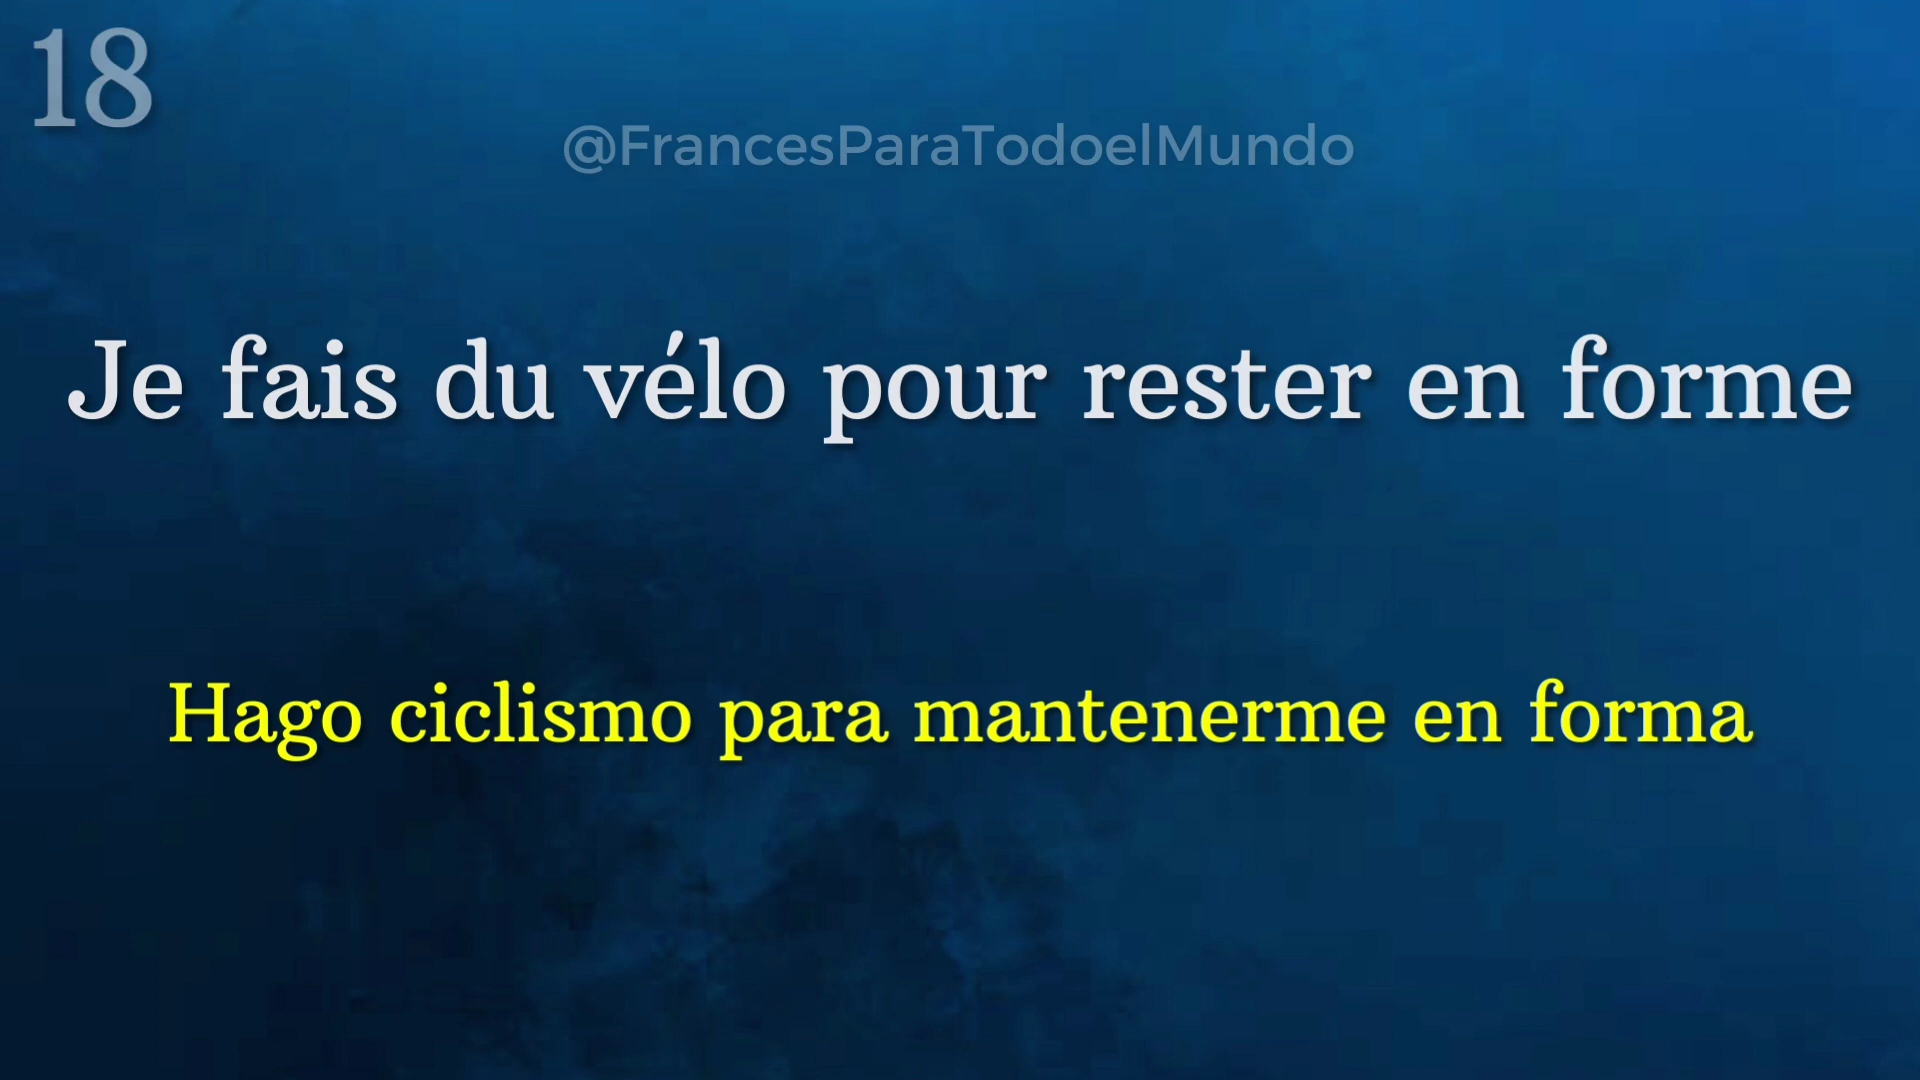 18
@FrancesParaTodoelMundo
Je fais du vélo pour rester en forme
Hago ciclismo para mantenerme en forma